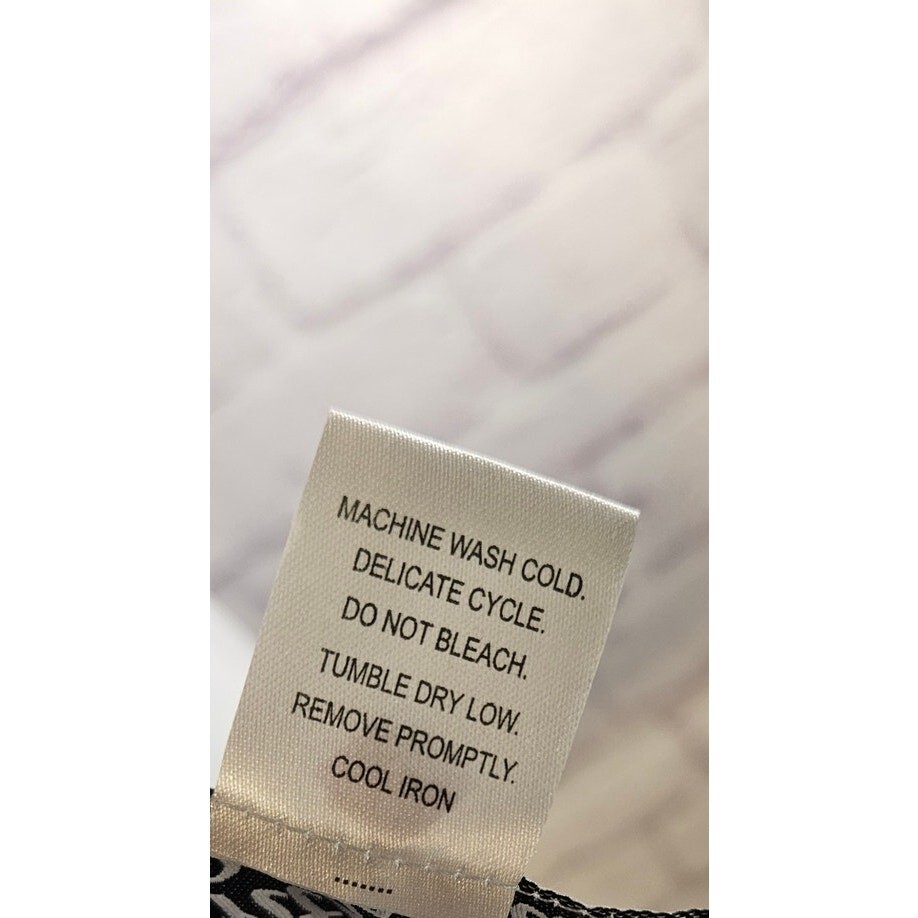 MACHINE WASH COLD.
DELICATE CYCLE.
DO NOT BLEACH.
TUMBLE DRY LOW.
REMOVE PROMPTLY.
COOL IRON